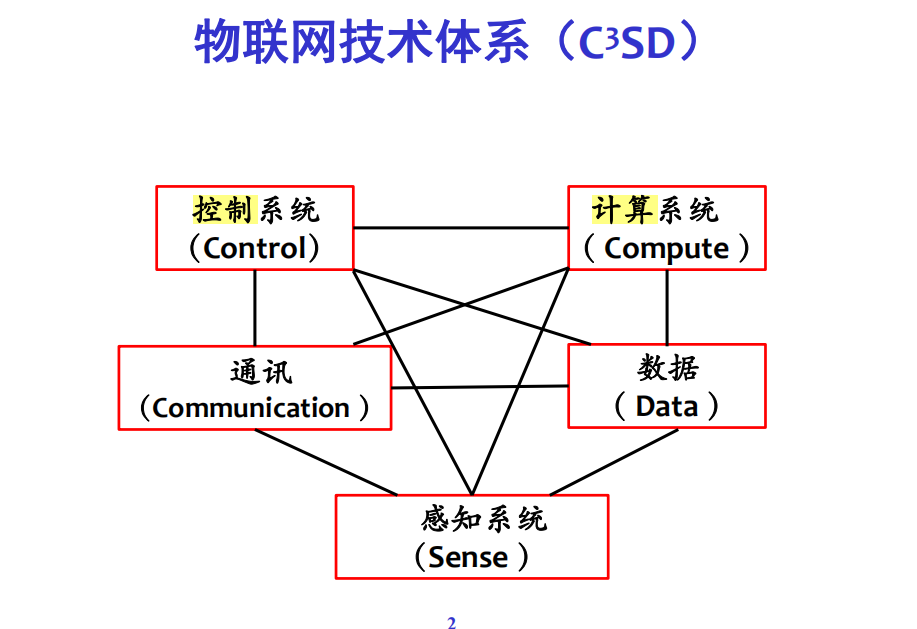 物联网技术体系（C³SD）
控制系统
（Control）
计算系统
（ Compute ）
通讯
（Communication ）
数据
（ Data ）
感知系统
（Sense ）
2